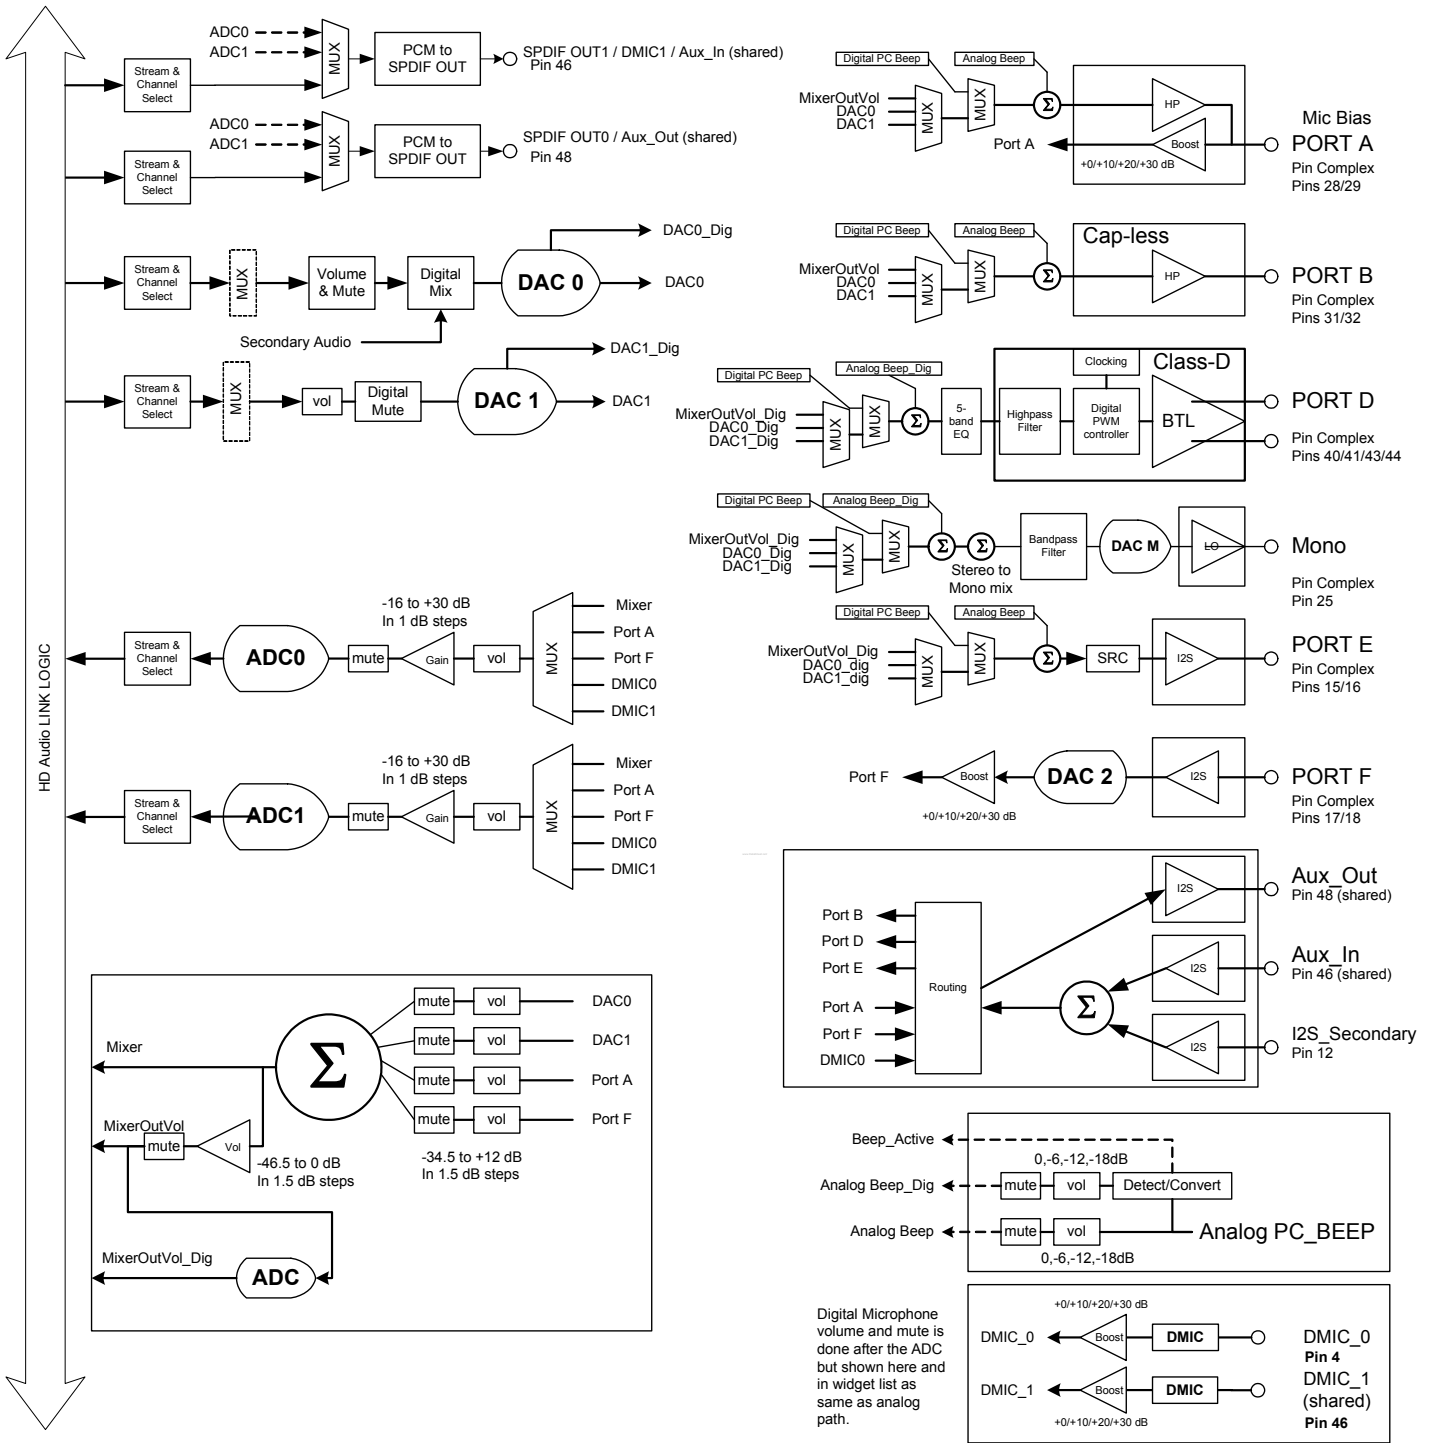 HD Audio LINK LOGIC
ADC0
ADC1
Stream &
Channel
Select
MUX
PCM to
SPDIF OUT
SPDIF OUT1 / DMIC1 / Aux_In (shared)
Pin 46
ADC0
ADC1
Stream &
Channel
Select
MUX
PCM to
SPDIF OUT
SPDIF OUT0 / Aux_Out (shared)
Pin 48
Stream &
Channel
Select
MUX
Volume
& Mute
Digital
Mix
DAC 0
DAC0_Dig
DAC0
Secondary Audio
Stream &
Channel
Select
MUX
vol
Digital
Mute
DAC 1
DAC1_Dig
DAC1
Stream &
Channel
Select
ADC0
mute
-16 to +30 dB
In 1 dB steps
Gain
vol
MUX
Mixer
Port A
Port F
DMIC0
DMIC1
Stream &
Channel
Select
ADC1
mute
-16 to +30 dB
In 1 dB steps
Gain
vol
MUX
Mixer
Port A
Port F
DMIC0
DMIC1
Mixer
Σ
mute
vol
DAC0
mute
vol
DAC1
mute
vol
Port A
mute
vol
Port F
MixerOutVol
mute
Vol
-46.5 to 0 dB
In 1.5 dB steps
-34.5 to +12 dB
In 1.5 dB steps
MixerOutVol_Dig
ADC
Digital PC Beep
Analog Beep
MixerOutVol
DAC0
DAC1
MUX
MUX
Σ
HP
Port A
Boost
+0/+10/+20/+30 dB
Mic Bias
PORT A
Pin Complex
Pins 28/29
Digital PC Beep
Analog Beep
MixerOutVol
DAC0
DAC1
MUX
MUX
Σ
Cap-less
HP
PORT B
Pin Complex
Pins 31/32
Digital PC Beep
Analog Beep_Dig
MixerOutVol_Dig
DAC0_Dig
DAC1_Dig
MUX
MUX
Σ
5-
band
EQ
Highpass
Filter
Clocking
Digital
PWM
controller
Class-D
BTL
PORT D
Pin Complex
Pins 40/41/43/44
Digital PC Beep
Analog Beep_Dig
MixerOutVol_Dig
DAC0_Dig
DAC1_Dig
MUX
MUX
Σ
Σ
Stereo to
Mono mix
Bandpass
Filter
DAC M
LO
Mono
Pin Complex
Pin 25
Digital PC Beep
Analog Beep
MixerOutVol_Dig
DAC0_dig
DAC1_dig
MUX
MUX
Σ
SRC
I2S
PORT E
Pin Complex
Pins 15/16
Port F
Boost
+0/+10/+20/+30 dB
DAC 2
I2S
PORT F
Pin Complex
Pins 17/18
Port B
Port D
Port E
Port A
Port F
DMIC0
Routing
Σ
I2S
Aux_Out
Pin 48 (shared)
I2S
Aux_In
Pin 46 (shared)
I2S
I2S_Secondary
Pin 12
Beep_Active
0,-6,-12,-18dB
Analog Beep_Dig
mute
vol
Detect/Convert
Analog Beep
mute
vol
Analog PC_BEEP
0,-6,-12,-18dB
Digital Microphone
volume and mute is
done after the ADC
but shown here and
in widget list as
same as analog
path.
+0/+10/+20/+30 dB
DMIC_0
Boost
DMIC
DMIC_0
Pin 4
DMIC_1
Boost
DMIC
DMIC_1
(shared)
Pin 46
+0/+10/+20/+30 dB